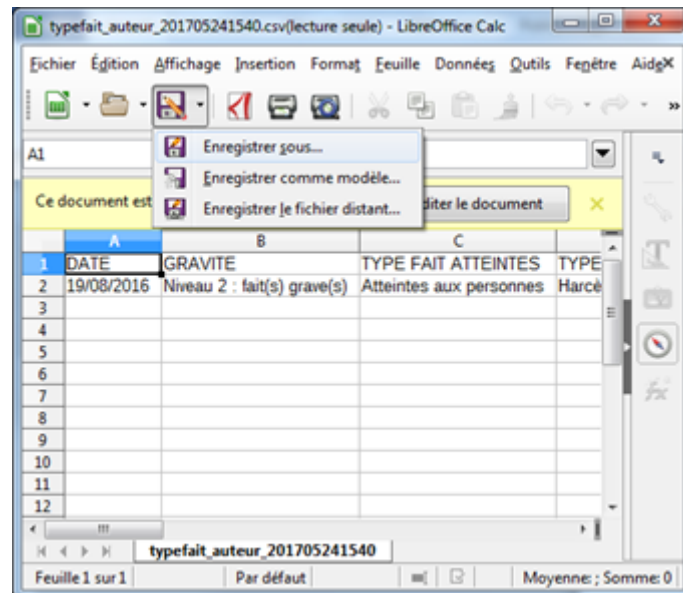 typefait_auteur_201705241540.csv(lecture seule) - LibreOffice Calc
Eichier Édition Affichage Insertion Format Feuille Données Outils Fenêtre Aide
A1
Enregistrer sous...
Enregistrer comme modèle...
Enregistrer le fichier distant...
Ce document est diter le document
A B C
1 DATE GRAVITE TYPE FAIT ATTEINTES TYPE
2 19/08/2016 Niveau 2 : fait(s) grave(s) Atteintes aux personnes Harcè
3
4
5
6
7
8
9
10
11
12
typefait_auteur_201705241540
Feuille 1 sur 1 Par défaut Moyenne: ; Somme: 0